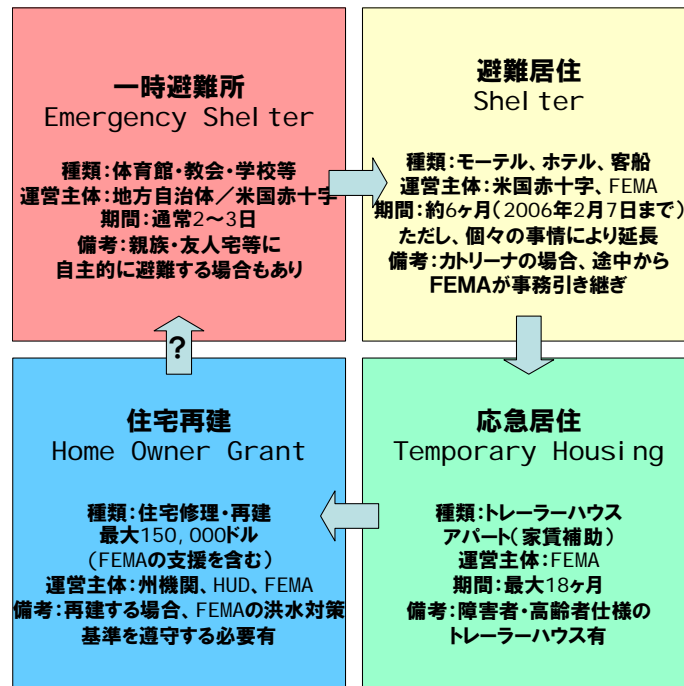 一時避難所
Emergency Shelter
種類：体育館・教会・学校等
運営主体：地方自治体／米国赤十字
期間：通常2～3日
備考：親族・友人宅等に
自主的に避難する場合もあり
避難居住
Shelter
種類：モーテル、ホテル、客船
運営主体：米国赤十字、FEMA
期間：約6ヶ月（2006年2月7日まで）
ただし、個々の事情により延長
備考：カトリーナの場合、途中から
FEMAが事務引き継ぎ
?
住宅再建
Home Owner Grant
種類：住宅修理・再建
最大150,000ドル
（FEMAの支援を含む）
運営主体：州機関、HUD、FEMA
備考：再建する場合、FEMAの洪水対策
基準を遵守する必要有
応急居住
Temporary Housing
種類：トレーラーハウス
アパート（家賃補助）
運営主体：FEMA
期間：最大18ヶ月
備考：障害者・高齢者仕様の
トレーラーハウス有